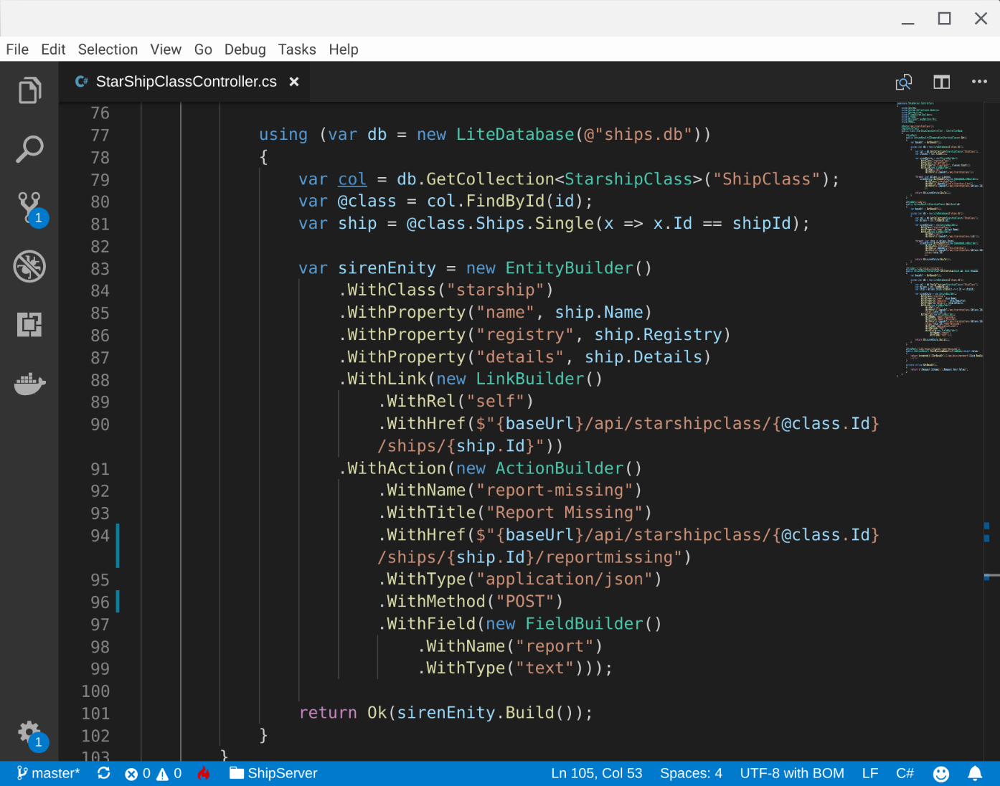 File Edit Selection View Go Debug Tasks Help
C# StarShipClassController.cs ×
76
77 using (var db = new LiteDatabase(@"ships.db"))
78 {
79 var col = db.GetCollection<StarshipClass>("ShipClass");
80 var @class = col.FindById(id);
81 var ship = @class.Ships.Single(x => x.Id == shipId);
82
83 var sirenEnity = new EntityBuilder()
84 .WithClass("starship")
85 .WithProperty("name", ship.Name)
86 .WithProperty("registry", ship.Registry)
87 .WithProperty("details", ship.Details)
88 .WithLink(new LinkBuilder()
89 .WithRel("self")
90 .WithHref($"{baseUrl}/api/starshipclass/{@class.Id}
/ships/{ship.Id}"))
91 .WithAction(new ActionBuilder()
92 .WithName("report-missing")
93 .WithTitle("Report Missing")
94 .WithHref($"{baseUrl}/api/starshipclass/{@class.Id}
/ships/{ship.Id}/reportmissing")
95 .WithType("application/json")
96 .WithMethod("POST")
97 .WithField(new FieldBuilder()
98 .WithName("report")
99 .WithType("text")));
100
101 return Ok(sirenEnity.Build());
102 }
103 }
1
1
master* 0 0 ShipServer Ln 105, Col 53 Spaces: 4 UTF-8 with BOM LF C#